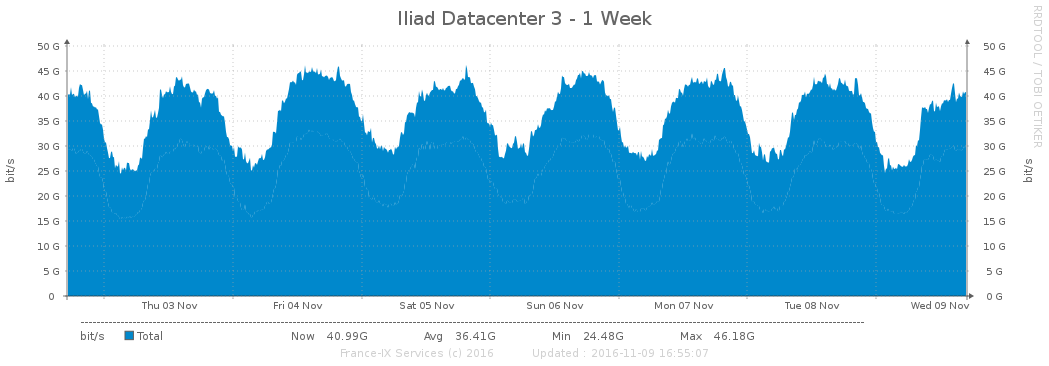 Iliad Datacenter 3 - 1 Week
RRDTOOL / TOBI OETIKER
bit/s
50 G 50 G
45 G 45 G
40 G 40 G
35 G 35 G
30 G 30 G
25 G 25 G
20 G 20 G
15 G 15 G
10 G 10 G
5 G 5 G
0 0 G
bit/s
Thu 03 Nov Fri 04 Nov Sat 05 Nov Sun 06 Nov Mon 07 Nov Tue 08 Nov Wed 09 Nov
bit/s Total Now 40.99G Avg 36.41G Min 24.48G Max 46.18G
France-IX Services (c) 2016 Updated : 2016-11-09 16:55:07